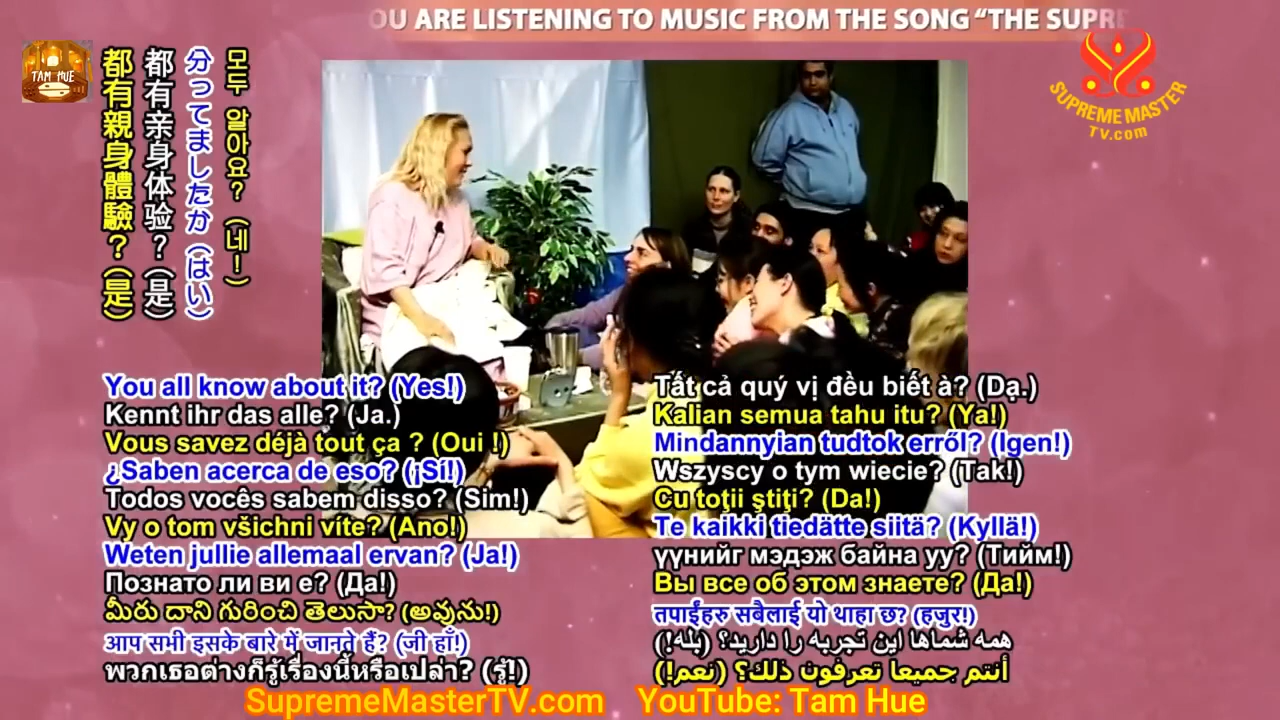 OU ARE LISTENING TO MUSIC FROM THE SONG “THE SUPRE
TAM HUE
SUPREME MASTER
TV.com
모두 알아요? (네!)
分ってましたか (はい)
都有亲身体验？(是)
都有親身體驗？(是)
You all know about it? (Yes!)
Kennt ihr das alle? (Ja.)
Vous savez déjà tout ça ? (Oui !)
¿Saben acerca de eso? (¡Sí!)
Todos vocês sabem disso? (Sim!)
Vy o tom všichni víte? (Ano!)
Weten jullie allemaal ervan? (Ja!)
Познато ли ви е? (Да!)
మీరు దాని గురించి తెలుసా? (అవును!)
आप सभी इसके बारे में जानते हैं? (जी हाँ!)
พวกเธอต่างก็รู้เรื่องนี้หรือเปล่า? (รู้!)
Tất cả quý vị đều biết à? (Dạ.)
Kalian semua tahu itu? (Ya!)
Mindannyian tudtok erről? (Igen!)
Wszyscy o tym wiecie? (Tak!)
Cu toţii ştiţi? (Da!)
Te kaikki tiedätte siitä? (Kyllä!)
үүнийг мэдэж байна уу? (Тийм!)
Вы все об этом знаете? (Да!)
तपाईंहरु सबैलाई यो थाहा छ? (हजुर!)
همه شماها این تجربه را دارید؟ (بله!)
أنتم جميعا تعرفون ذلك؟ (نعم!)
SupremeMasterTV.com YouTube: Tam Hue